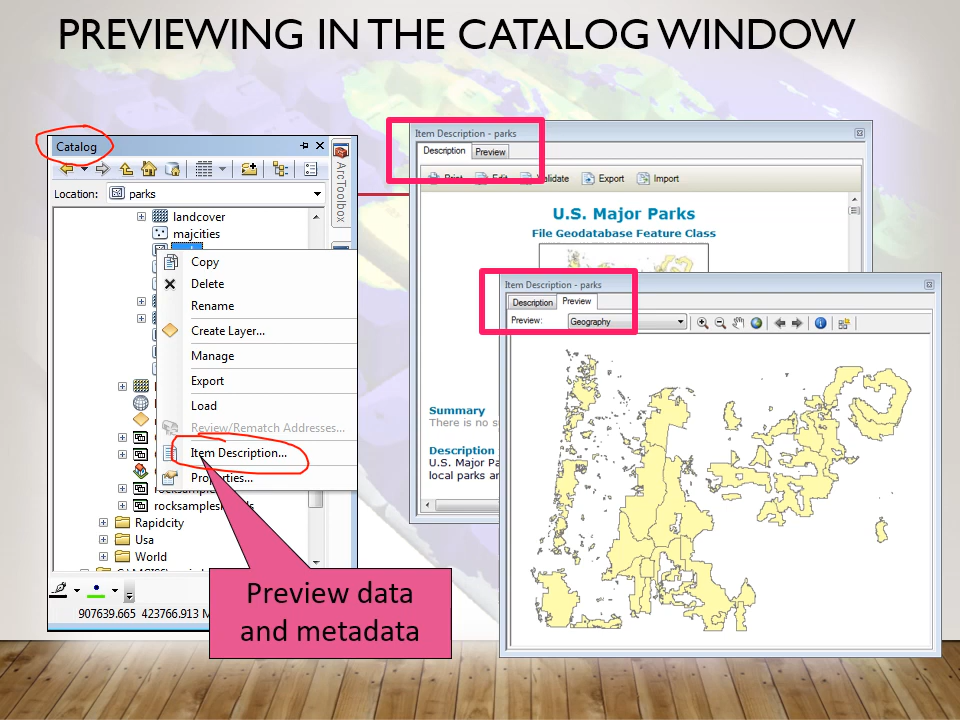 PREVIEWING IN THE CATALOG WINDOW
Catalog
Location: parks
ArcToolbox
landcover
majcities
Copy
Delete
Rename
Create Layer...
Manage
Export
Load
Review/Rematch Addresses...
Item Description...
Properties...
Rapidcity
Usa
World
907639.665 423766.913 M
Preview data
and metadata
Item Description - parks
Description Preview
Print Edit Validate Export Import
U.S. Major Parks
File Geodatabase Feature Class
Summary
There is no s
Description
U.S. Major Pa
local parks ar
Item Description - parks
Description Preview
Preview: Geography